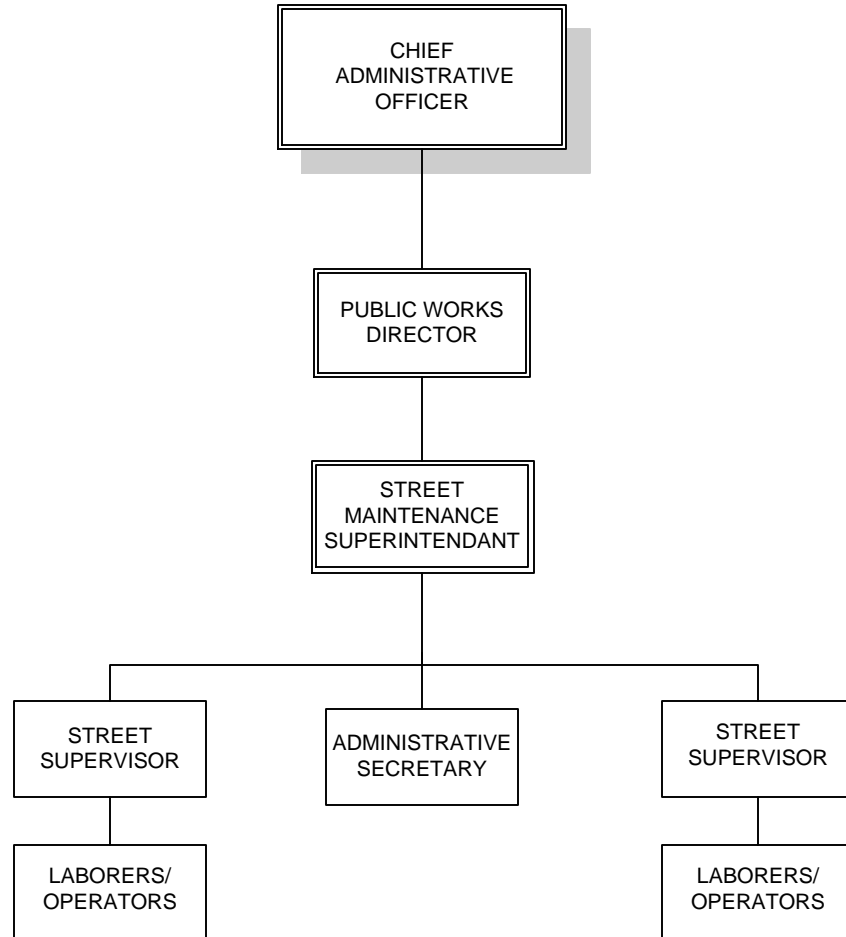 CHIEF
ADMINISTRATIVE
OFFICER
PUBLIC WORKS
DIRECTOR
STREET
MAINTENANCE
SUPERINTENDANT
STREET
SUPERVISOR
ADMINISTRATIVE
SECRETARY
STREET
SUPERVISOR
LABORERS/
OPERATORS
LABORERS/
OPERATORS